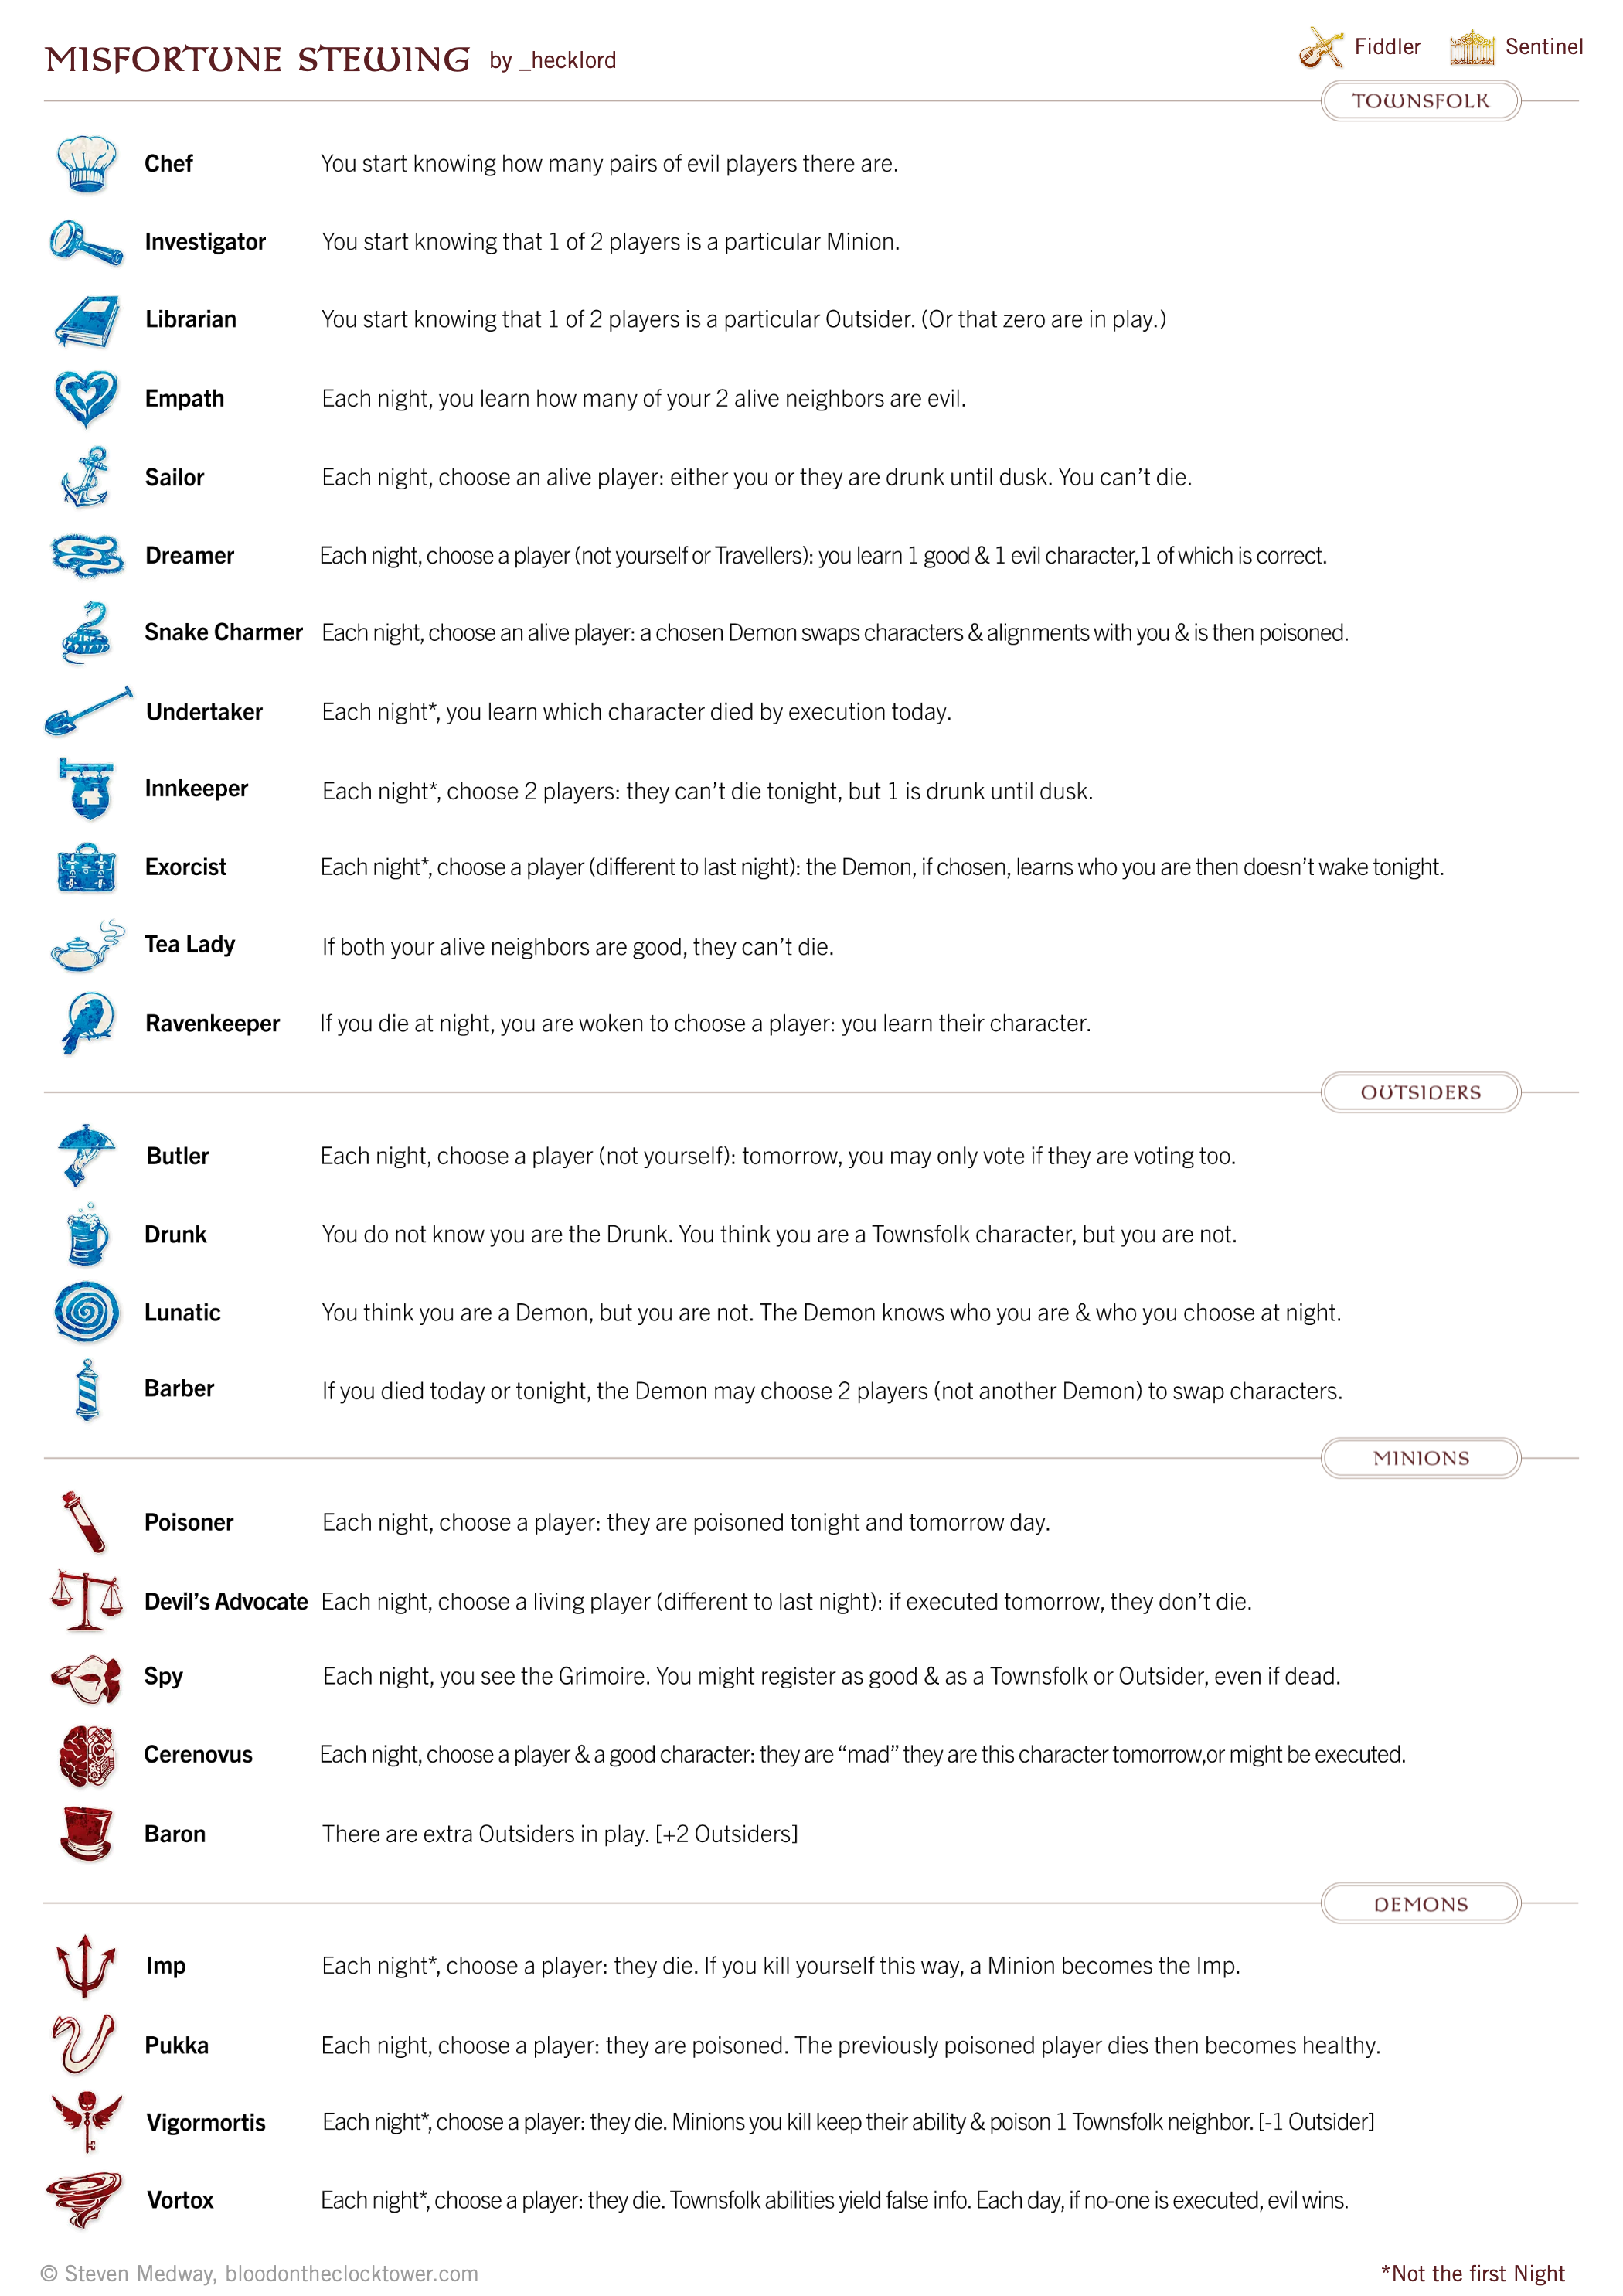 MISFORTUNE STEWING by _hecklord
Fiddler
Sentinel
TOWNSFOLK
Chef You start knowing how many pairs of evil players there are.
Investigator You start knowing that 1 of 2 players is a particular Minion.
Librarian You start knowing that 1 of 2 players is a particular Outsider. (Or that zero are in play.)
Empath Each night, you learn how many of your 2 alive neighbors are evil.
Sailor Each night, choose an alive player: either you or they are drunk until dusk. You can't die.
Dreamer Each night, choose a player (not yourself or Travellers): you learn 1 good & 1 evil character,1 of which is correct.
Snake Charmer Each night, choose an alive player: a chosen Demon swaps characters & alignments with you & is then poisoned.
Undertaker Each night*, you learn which character died by execution today.
Innkeeper Each night*, choose 2 players: they can't die tonight, but 1 is drunk until dusk.
Exorcist Each night*, choose a player (different to last night): the Demon, if chosen, learns who you are then doesn't wake tonight.
Tea Lady If both your alive neighbors are good, they can't die.
Ravenkeeper If you die at night, you are woken to choose a player: you learn their character.
OUTSIDERS
Butler Each night, choose a player (not yourself): tomorrow, you may only vote if they are voting too.
Drunk You do not know you are the Drunk. You think you are a Townsfolk character, but you are not.
Lunatic You think you are a Demon, but you are not. The Demon knows who you are & who you choose at night.
Barber If you died today or tonight, the Demon may choose 2 players (not another Demon) to swap characters.
MINIONS
Poisoner Each night, choose a player: they are poisoned tonight and tomorrow day.
Devil's Advocate Each night, choose a living player (different to last night): if executed tomorrow, they don't die.
Spy Each night, you see the Grimoire. You might register as good & as a Townsfolk or Outsider, even if dead.
Cerenovus Each night, choose a player & a good character: they are “mad” they are this character tomorrow,or might be executed.
Baron There are extra Outsiders in play. [+2 Outsiders]
DEMONS
Imp Each night*, choose a player: they die. If you kill yourself this way, a Minion becomes the Imp.
Pukka Each night, choose a player: they are poisoned. The previously poisoned player dies then becomes healthy.
Vigormortis Each night*, choose a player: they die. Minions you kill keep their ability & poison 1 Townsfolk neighbor. [-1 Outsider]
Vortox Each night*, choose a player: they die. Townsfolk abilities yield false info. Each day, if no-one is executed, evil wins.
© Steven Medway, bloodontheclocktower.com
*Not the first Night